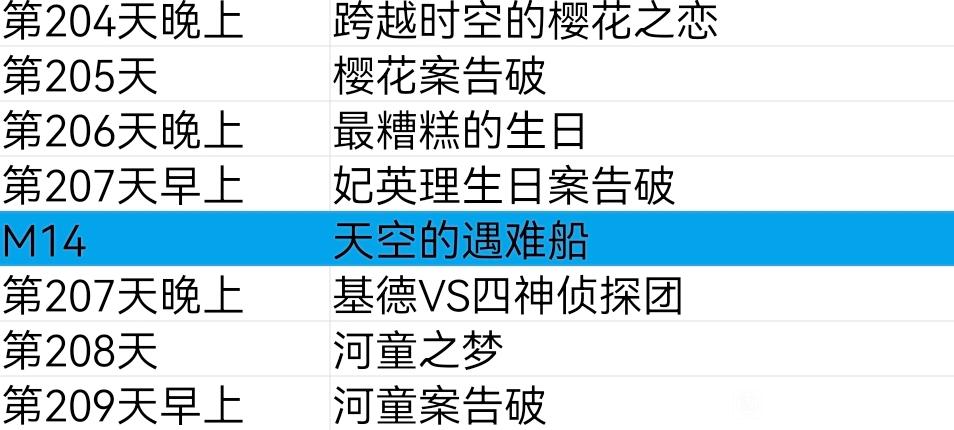 第204天晚上 跨越时空的樱花之恋
第205天 樱花案告破
第206天晚上 最糟糕的生日
第207天早上 妃英理生日案告破
M14 天空的遇难船
第207天晚上 基德VS四神侦探团
第208天 河童之梦
第209天早上 河童案告破